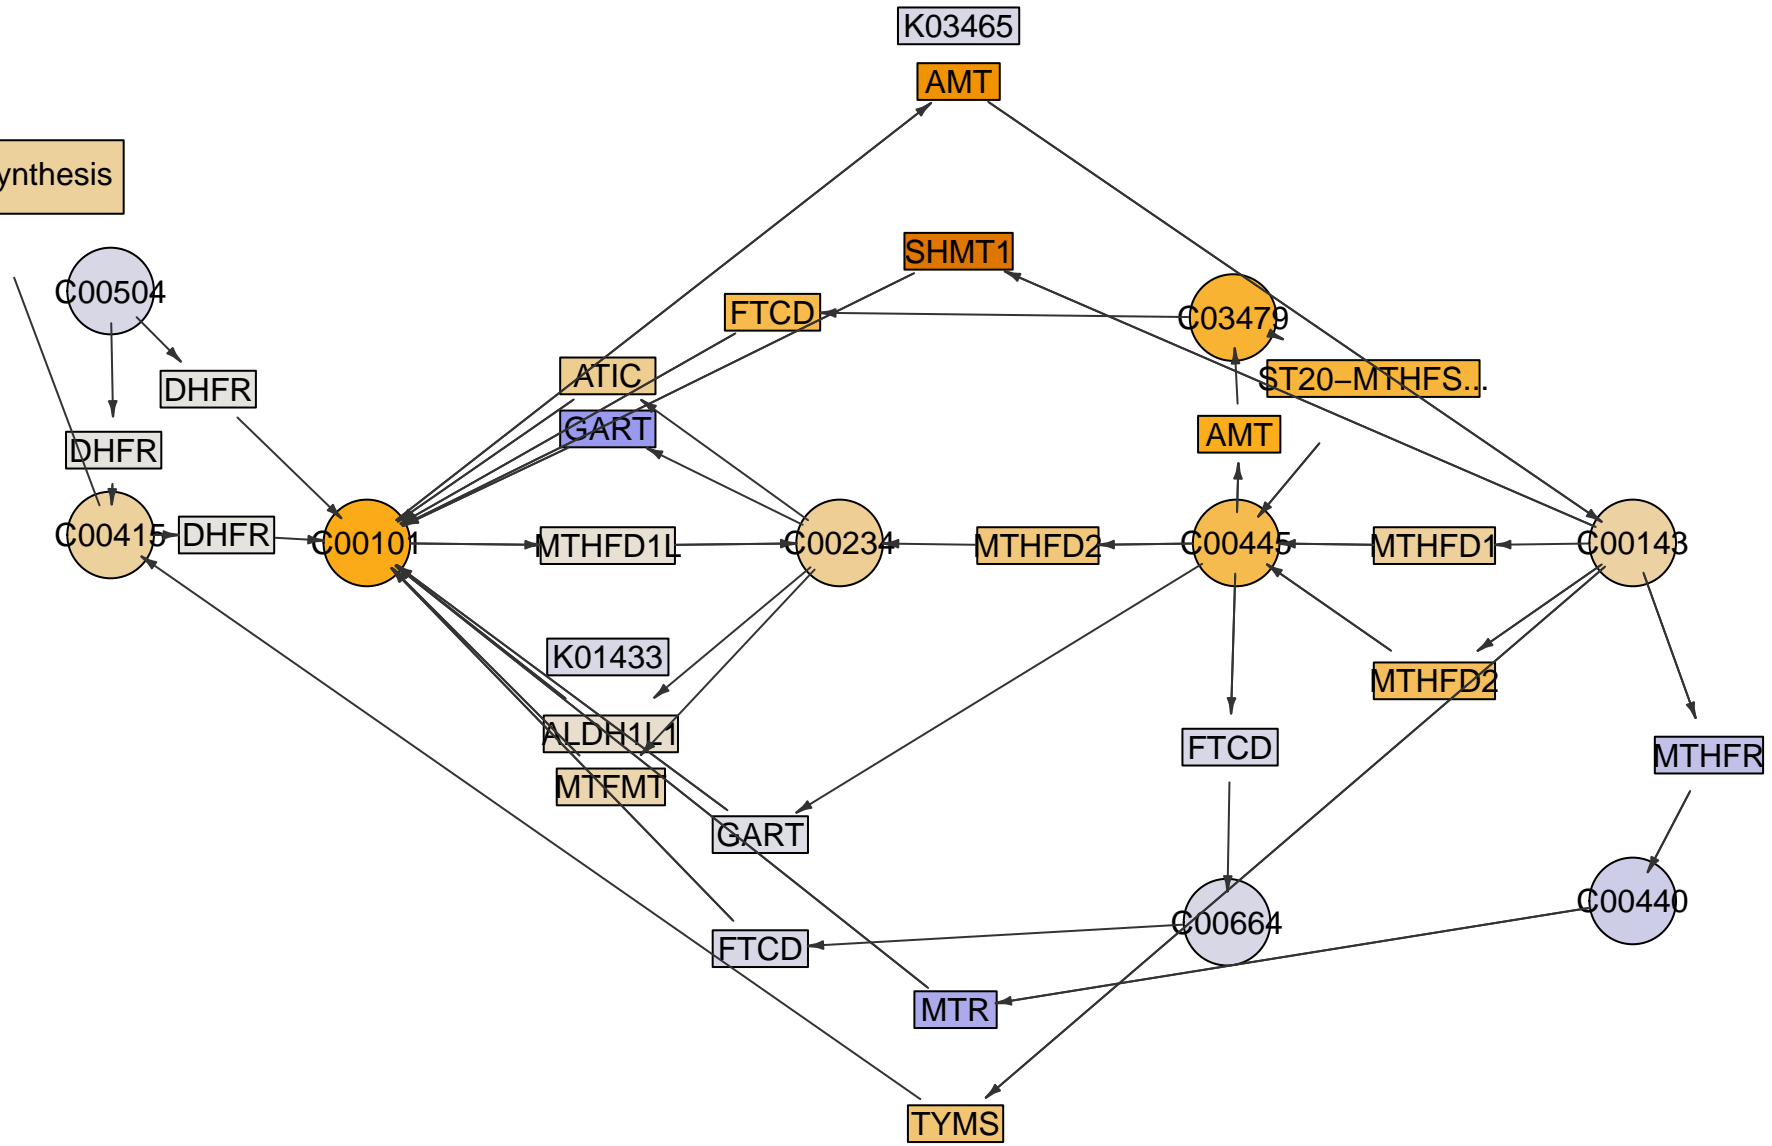 K03465
AMT
ynthesis
SHMT1
C00504
FTCD
C03479
ATIC
ST20−MTHFS...
DHFR
GART
AMT
DHFR
C00415
DHFR
C00101
MTHFD1L
C00234
MTHFD2
C00445
MTHFD1
C00143
K01433
MTHFD2
ALDH1L1
FTCD
MTHFR
MTFMT
GART
C00440
C00664
FTCD
MTR
TYMS